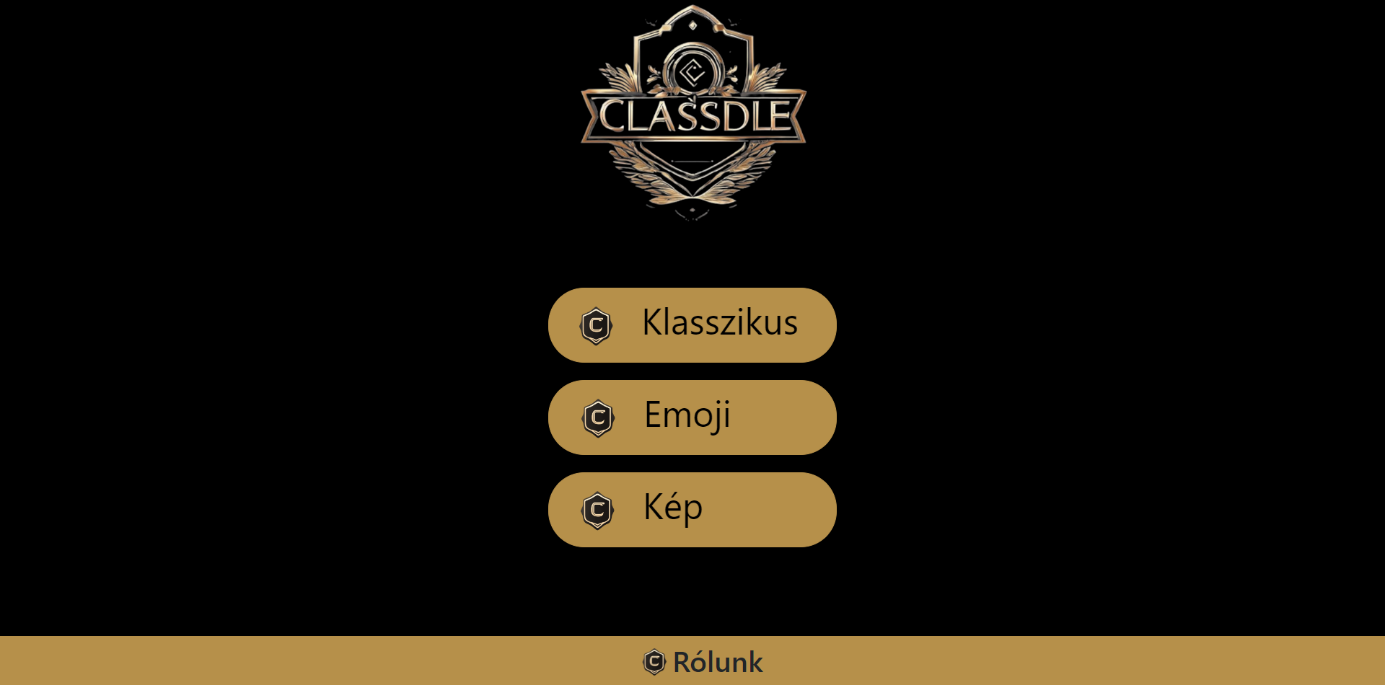 CLASSDLE
C Klasszikus
C Emoji
C Kép
C Rólunk